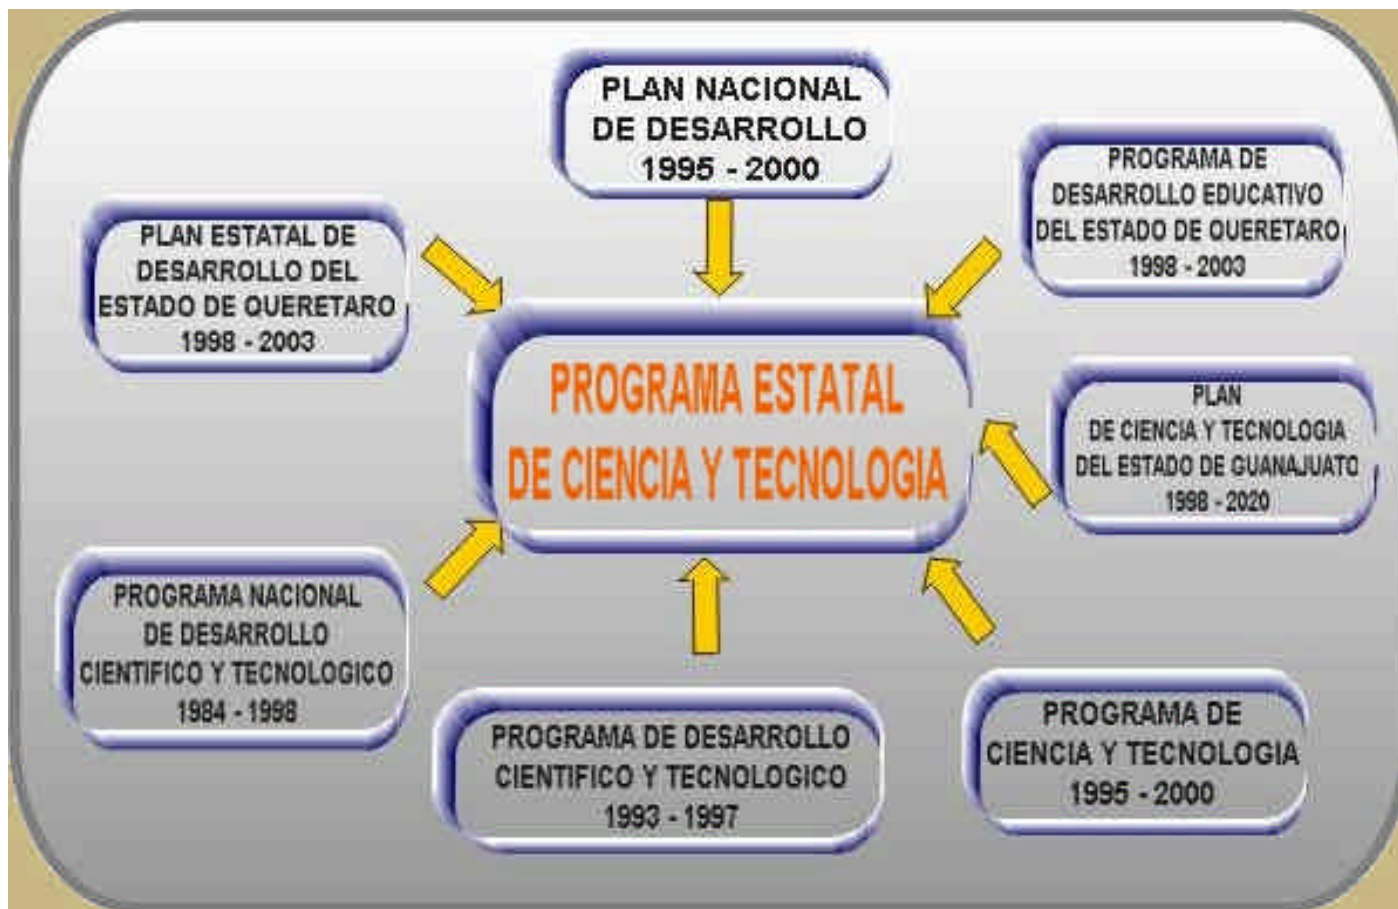 PLAN NACIONAL
DE DESARROLLO
1995 - 2000
PROGRAMA DE
DESARROLLO EDUCATIVO
DEL ESTADO DE QUERETARO
1998 - 2003
PLAN ESTATAL DE
DESARROLLO DEL
ESTADO DE QUERETARO
1998 - 2003
PROGRAMA ESTATAL
DE CIENCIA Y TECNOLOGIA
PLAN
DE CIENCIA Y TECNOLOGIA
DEL ESTADO DE GUANAJUATO
1998 - 2020
PROGRAMA NACIONAL
DE DESARROLLO
CIENTIFICO Y TECNOLOGICO
1984 - 1998
PROGRAMA DE DESARROLLO
CIENTIFICO Y TECNOLOGICO
1993 - 1997
PROGRAMA DE
CIENCIA Y TECNOLOGIA
1995 - 2000